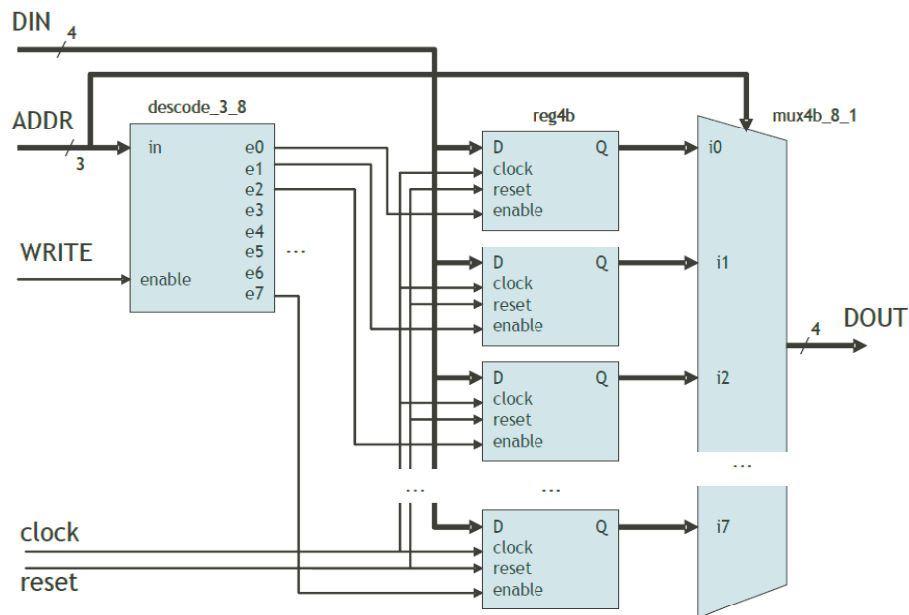 DIN
4
ADDR
3
descode_3_8
in
e0
e1
e2
e3
e4
e5
e6
e7
...
WRITE
enable
reg4b
D Q
clock
reset
enable
D Q
clock
reset
enable
D Q
clock
reset
enable
... ...
D Q
clock
reset
enable
mux4b_8_1
i0
i1
i2
...
i7
4
DOUT
clock
reset